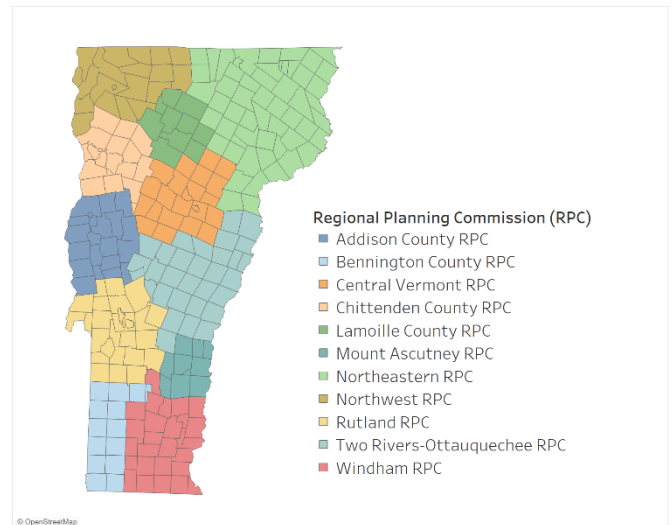 Regional Planning Commission (RPC)
Addison County RPC
Bennington County RPC
Central Vermont RPC
Chittenden County RPC
Lamoille County RPC
Mount Ascutney RPC
Northeastern RPC
Northwest RPC
Rutland RPC
Two Rivers-Ottauquechee RPC
Windham RPC
© OpenStreetMap